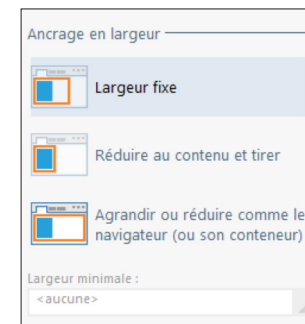 Ancrage en largeur
Largeur fixe
Réduire au contenu et tirer
Agrandir ou réduire comme le
navigateur (ou son conteneur)
Largeur minimale :
<aucune>